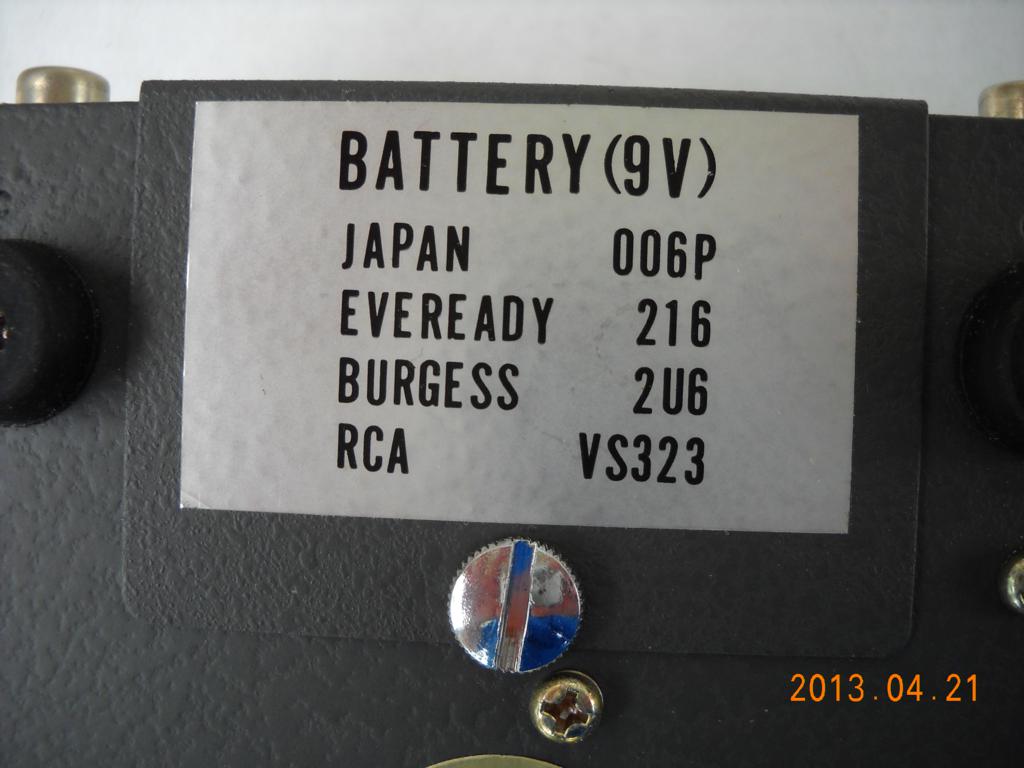 BATTERY (9V)
JAPAN 006P
EVEREADY 216
BURGESS 2U6
RCA VS323
2013.04.21